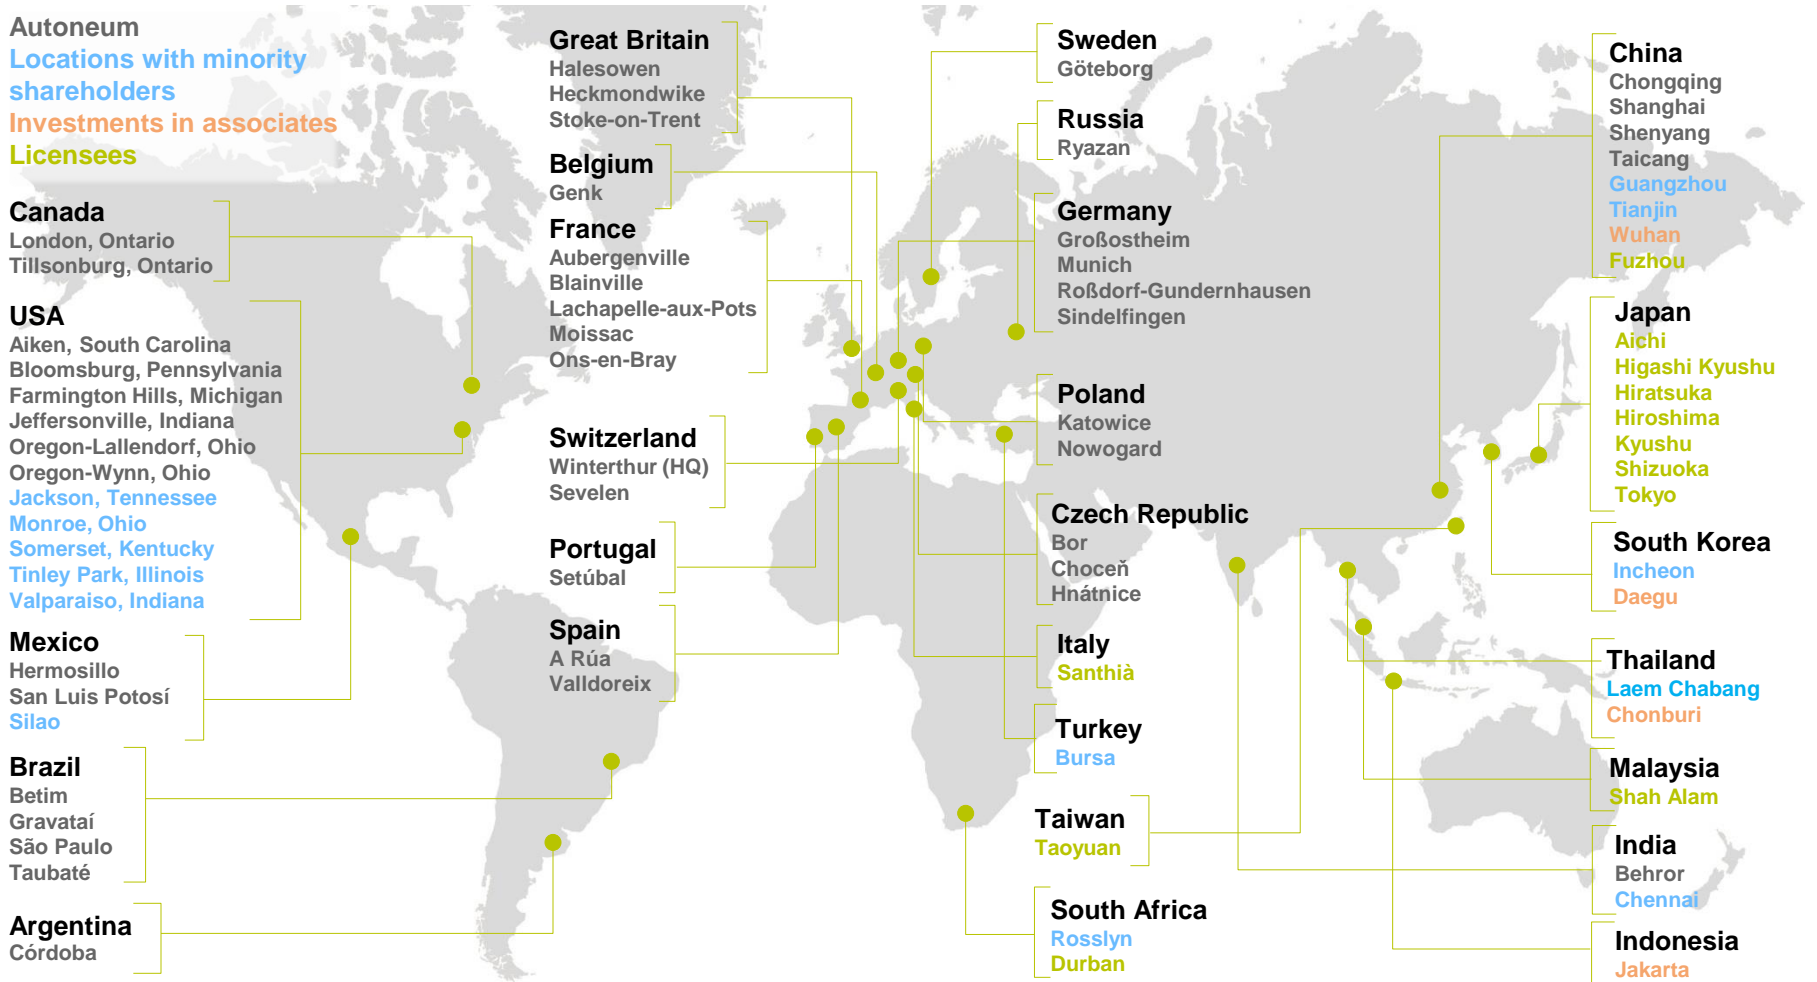 Autoneum
Locations with minority
shareholders
Investments in associates
Licensees
Canada
London, Ontario
Tillsonburg, Ontario
USA
Aiken, South Carolina
Bloomsburg, Pennsylvania
Farmington Hills, Michigan
Jeffersonville, Indiana
Oregon-Lallendorf, Ohio
Oregon-Wynn, Ohio
Jackson, Tennessee
Monroe, Ohio
Somerset, Kentucky
Tinley Park, Illinois
Valparaiso, Indiana
Mexico
Hermosillo
San Luis Potosí
Silao
Brazil
Betim
Gravataí
São Paulo
Taubaté
Argentina
Córdoba
Great Britain
Halesowen
Heckmondwike
Stoke-on-Trent
Belgium
Genk
France
Aubergenville
Blainville
Lachapelle-aux-Pots
Moissac
Ons-en-Bray
Switzerland
Winterthur (HQ)
Sevelen
Portugal
Setúbal
Spain
A Rúa
Valldoreix
Sweden
Göteborg
Russia
Ryazan
Germany
Großostheim
Munich
Roßdorf-Gundernhausen
Sindelfingen
Poland
Katowice
Nowogard
Czech Republic
Bor
Choceň
Hnátnice
Italy
Santhià
Turkey
Bursa
Taiwan
Taoyuan
South Africa
Rosslyn
Durban
China
Chongqing
Shanghai
Shenyang
Taicang
Guangzhou
Tianjin
Wuhan
Fuzhou
Japan
Aichi
Higashi Kyushu
Hiratsuka
Hiroshima
Kyushu
Shizuoka
Tokyo
South Korea
Incheon
Daegu
Thailand
Laem Chabang
Chonburi
Malaysia
Shah Alam
India
Behror
Chennai
Indonesia
Jakarta